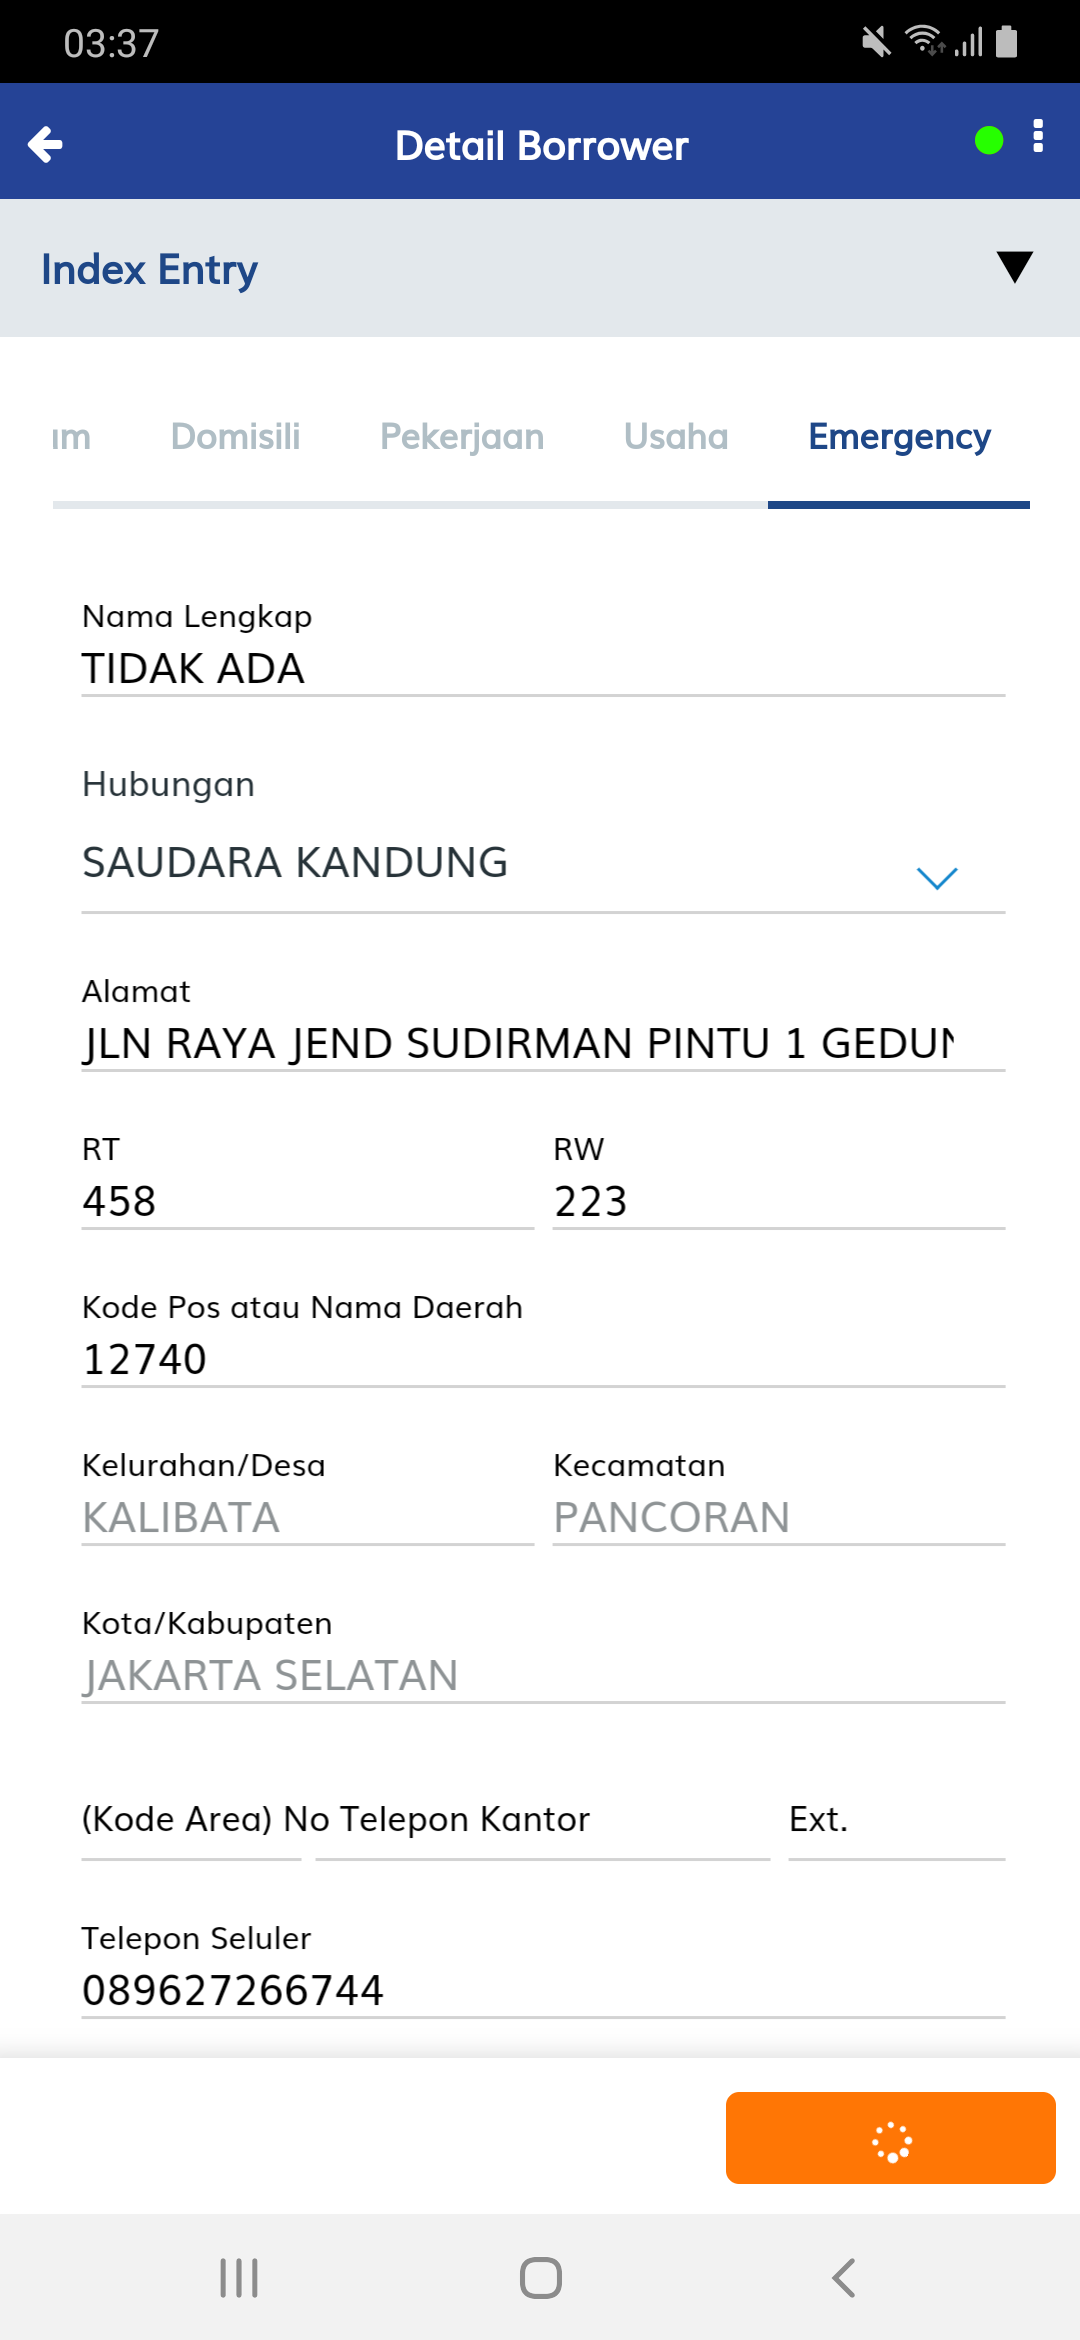 03:37
Detail Borrower
Index Entry
Domisili Pekerjaan Usaha Emergency
Nama Lengkap
TIDAK ADA
Hubungan
SAUDARA KANDUNG
Alamat
JLN RAYA JEND SUDIRMAN PINTU 1
RT RW
458 223
Kode Pos atau Nama Daerah
12740
Kelurahan/Desa Kecamatan
KALIBATA PANCORAN
Kota/Kabupaten
JAKARTA SELATAN
(Kode Area) No Telepon Kantor Ext.
Telepon Seluler
089627266744